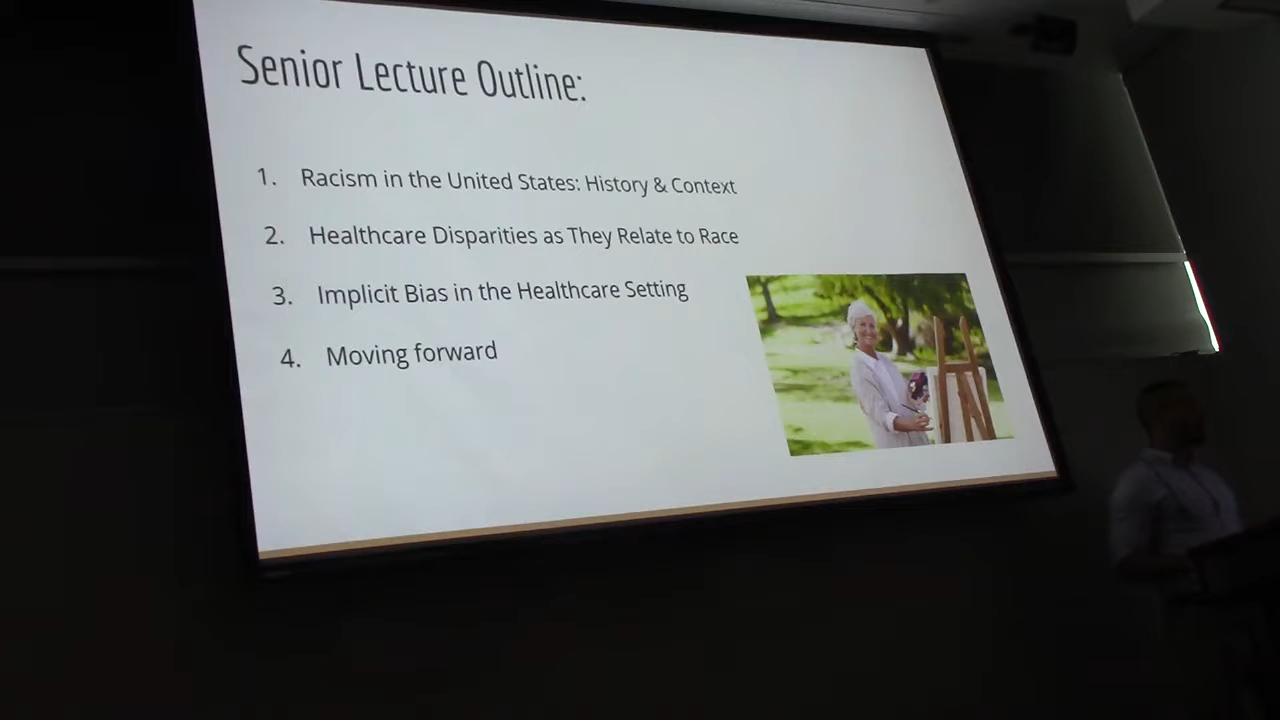 Senior Lecture Outline:
1. Racism in the United States: History & Context
2. Healthcare Disparities as They Relate to Race
3. Implicit Bias in the Healthcare Setting
4. Moving forward